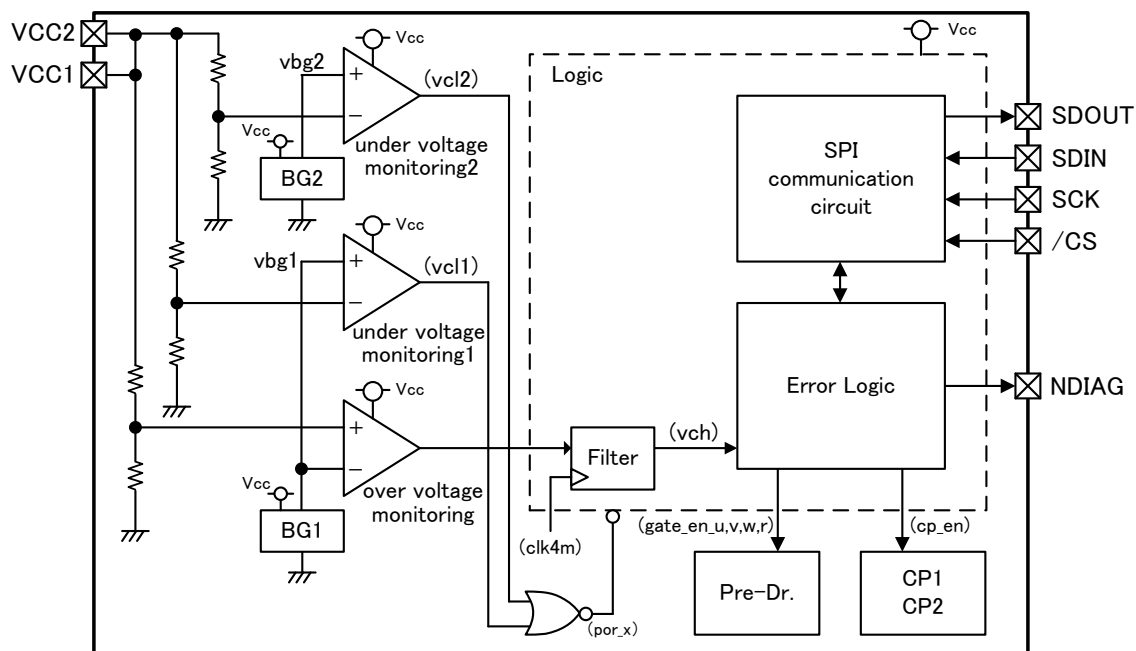 VCC2
VCC1
Vcc
vbg2
+
−
(vcl2)
under voltage
monitoring2
Vcc
BG2
Vcc
vbg1
+
−
(vcl1)
under voltage
monitoring1
Vcc
+
−
over voltage
monitoring
Vcc
BG1
Vcc
Logic
SPI
communication
circuit
SDOUT
SDIN
SCK
/CS
Error Logic
NDIAG
Filter
(vch)
(clk4m)
(por_x)
(gate_en_u,v,w,r)
(cp_en)
Pre-Dr.
CP1
CP2